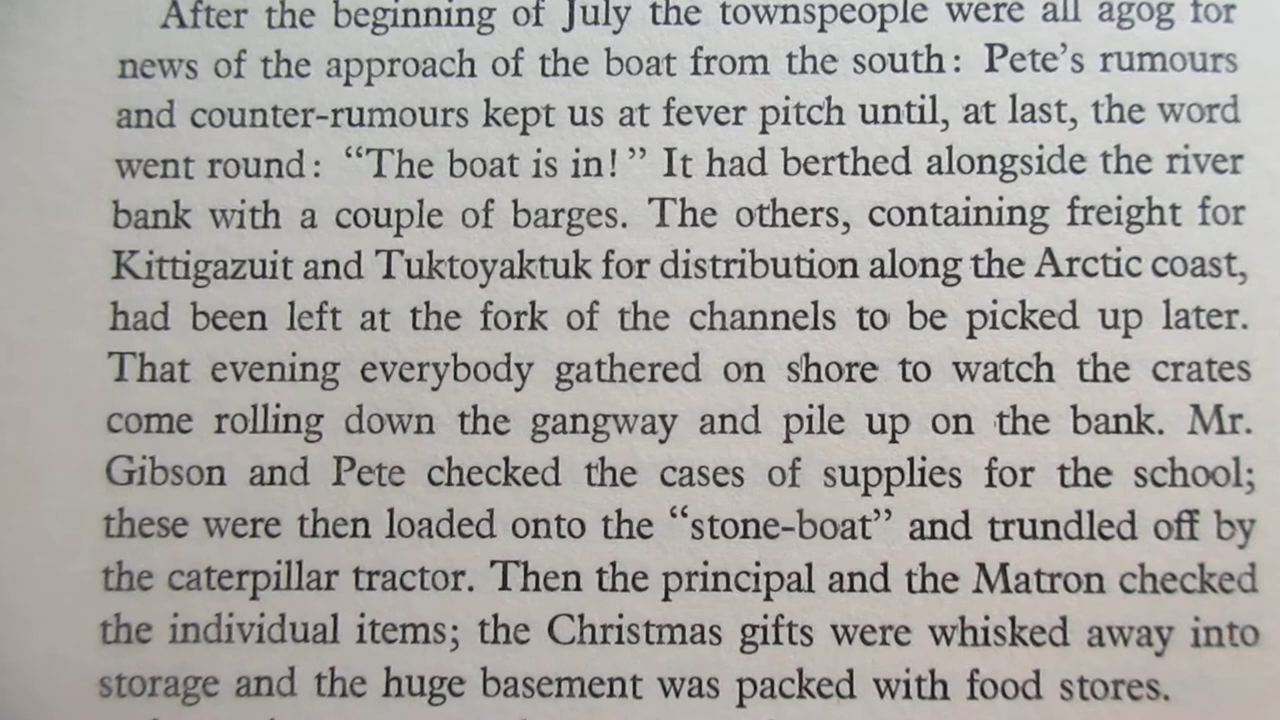 After the beginning of July the townspeople were all agog for
news of the approach of the boat from the south: Pete's rumours
and counter-rumours kept us at fever pitch until, at last, the word
went round: “The boat is in!” It had berthed alongside the river
bank with a couple of barges. The others, containing freight for
Kittigazuit and Tuktoyaktuk for distribution along the Arctic coast,
had been left at the fork of the channels to be picked up later.
That evening everybody gathered on shore to watch the crates
come rolling down the gangway and pile up on the bank. Mr.
Gibson and Pete checked the cases of supplies for the school;
these were then loaded onto the “stone-boat” and trundled off by
the caterpillar tractor. Then the principal and the Matron checked
the individual items; the Christmas gifts were whisked away into
storage and the huge basement was packed with food stores.